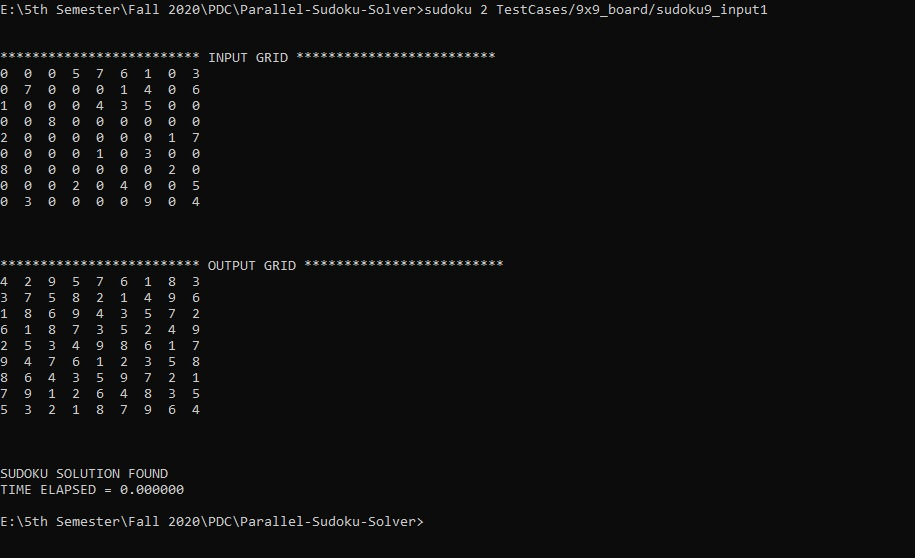 E:\5th Semester\Fall 2020\PDC\Parallel-Sudoku-Solver>sudoku 2 TestCases/9x9_board/sudoku9_input1
************************* INPUT GRID *************************
0 0 0 5 7 6 1 0 3
0 7 0 0 0 1 4 0 6
1 0 0 0 4 3 5 0 0
0 0 8 0 0 0 0 0 0
2 0 0 0 0 0 0 1 7
0 0 0 0 1 0 3 0 0
8 0 0 0 0 0 0 2 0
0 0 0 2 0 4 0 0 5
0 3 0 0 0 0 9 0 4
************************* OUTPUT GRID *************************
4 2 9 5 7 6 1 8 3
3 7 5 8 2 1 4 9 6
1 8 6 9 4 3 5 7 2
6 1 8 7 3 5 2 4 9
2 5 3 4 9 8 6 1 7
9 4 7 6 1 2 3 5 8
8 6 4 3 5 9 7 2 1
7 9 1 2 6 4 8 3 5
5 3 2 1 8 7 9 6 4
SUDOKU SOLUTION FOUND
TIME ELAPSED = 0.000000
E:\5th Semester\Fall 2020\PDC\Parallel-Sudoku-Solver>